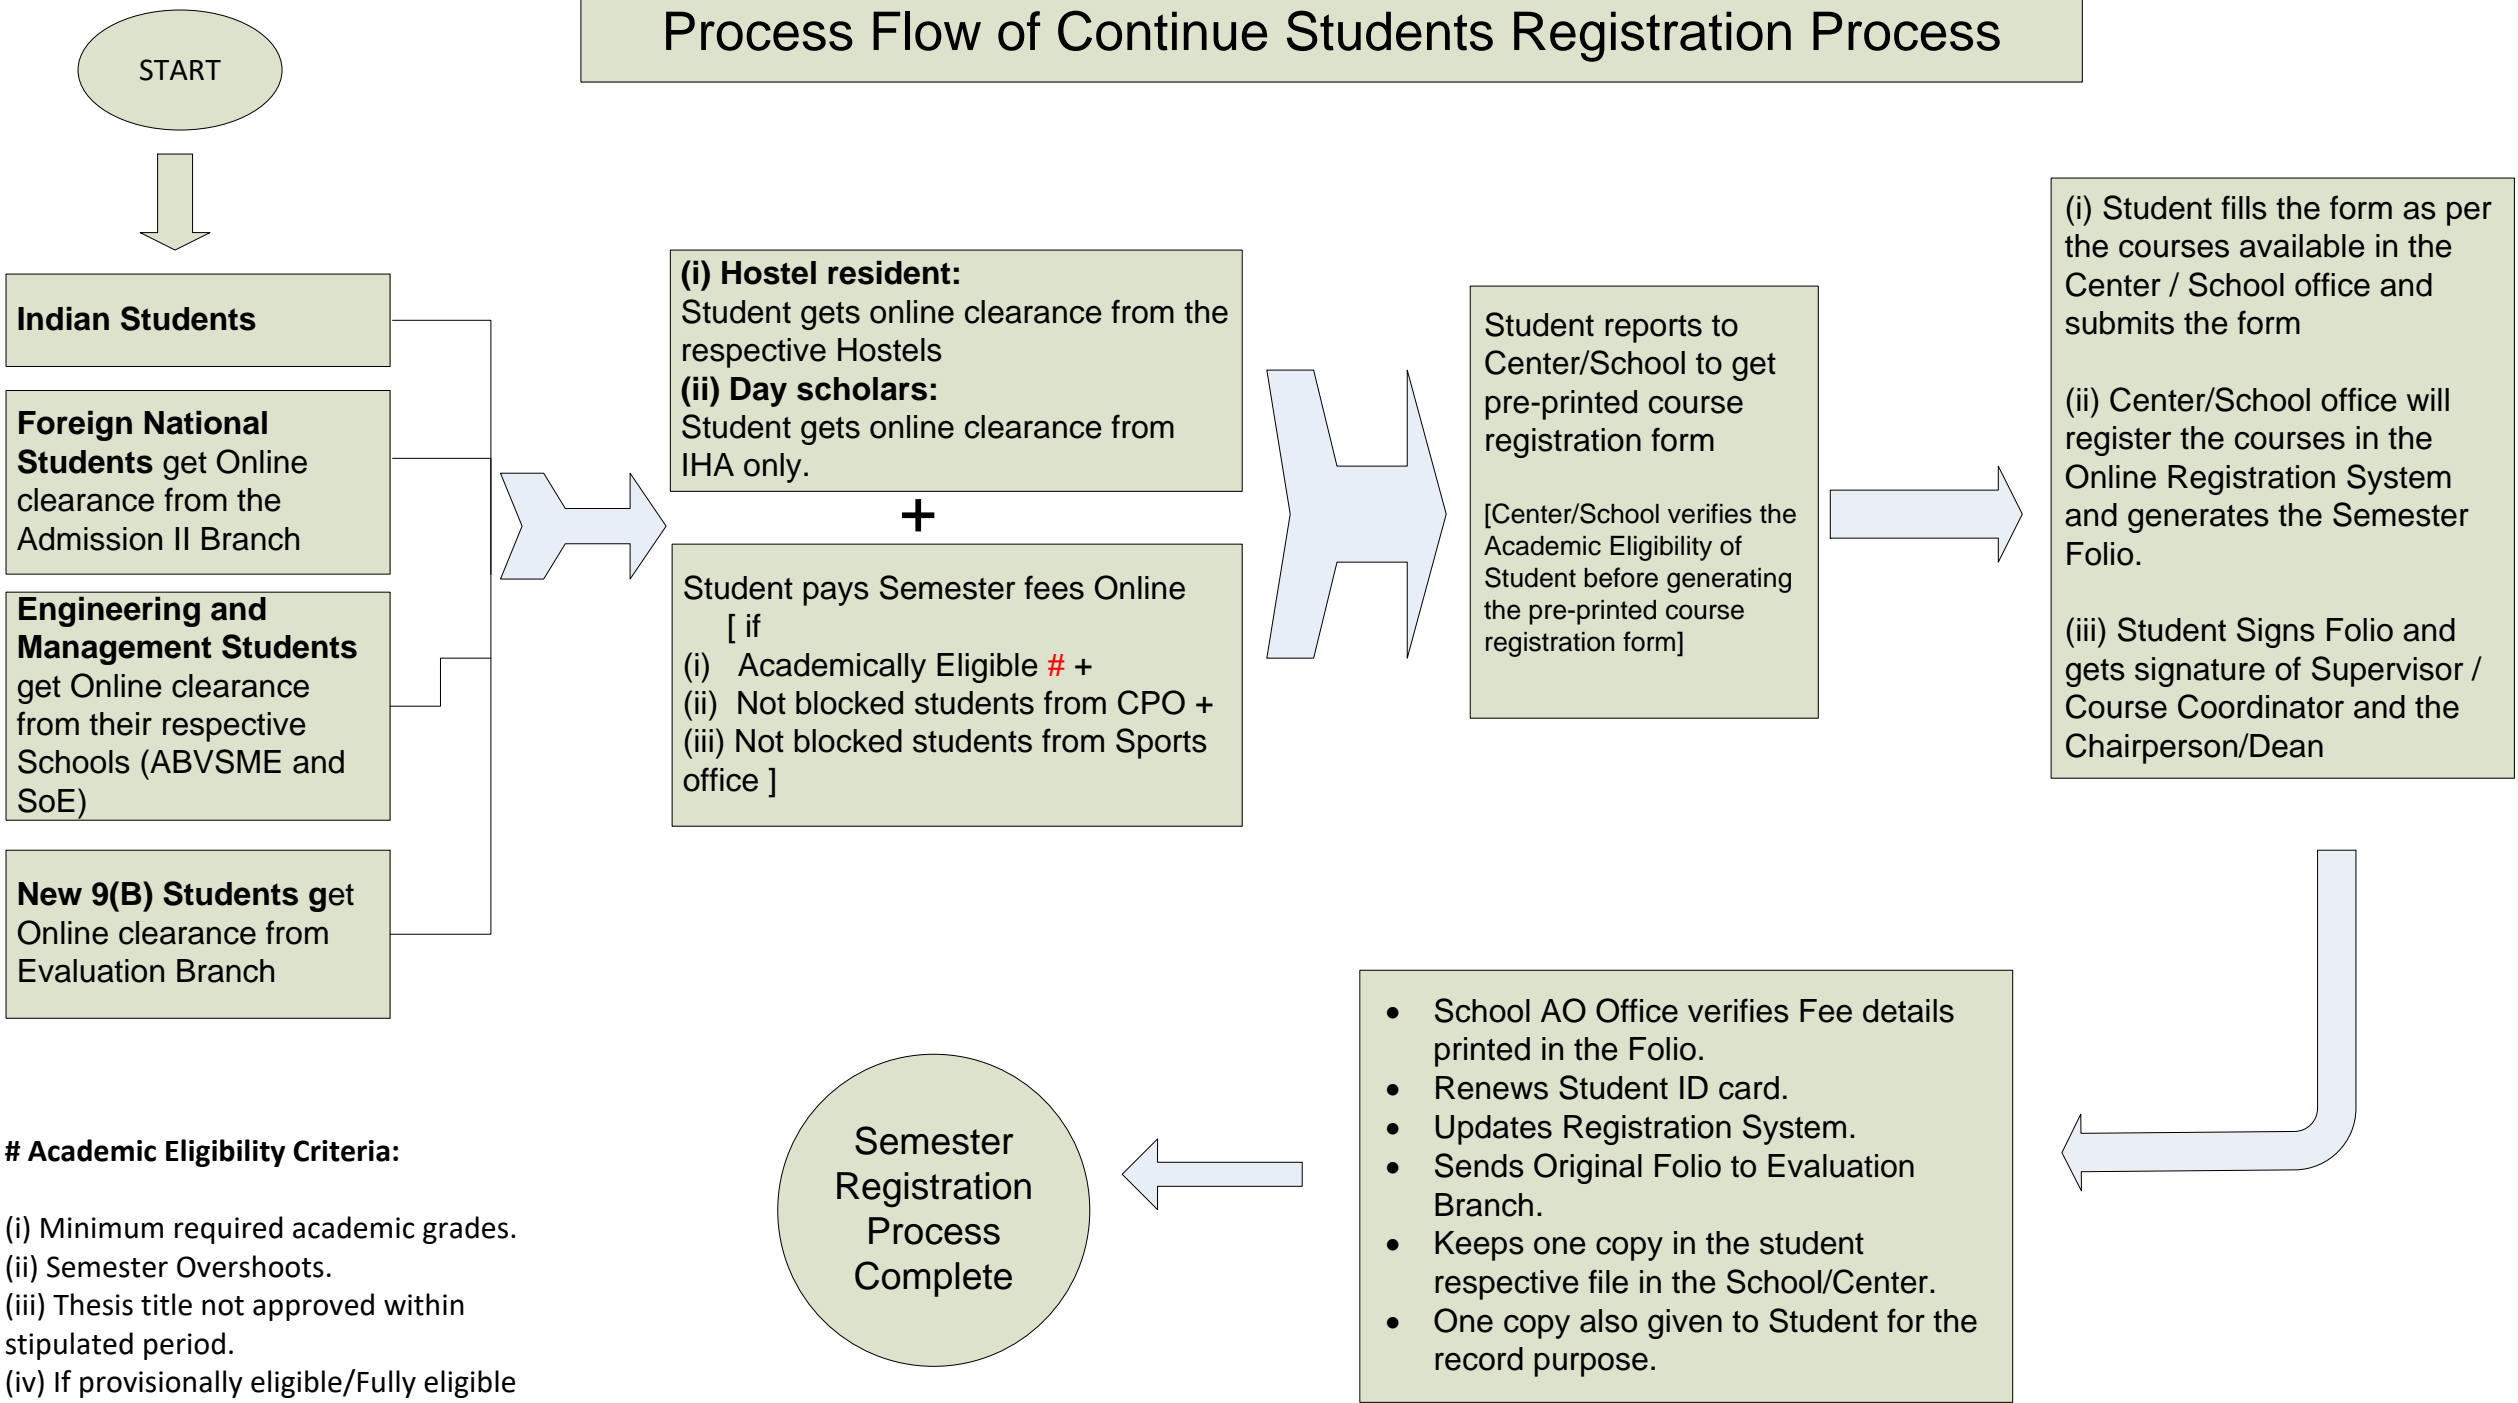 Process Flow of Continue Students Registration Process
START
Indian Students
Foreign National
Students get Online
clearance from the
Admission II Branch
Engineering and
Management Students
get Online clearance
from their respective
Schools (ABVSME and
SoE)
New 9(B) Students get
Online clearance from
Evaluation Branch
(i) Hostel resident:
Student gets online clearance from the
respective Hostels
(ii) Day scholars:
Student gets online clearance from
IHA only.
+
Student pays Semester fees Online
[ if
(i) Academically Eligible # +
(ii) Not blocked students from CPO +
(iii) Not blocked students from Sports
office ]
Student reports to
Center/School to get
pre-printed course
registration form
[Center/School verifies the
Academic Eligibility of
Student before generating
the pre-printed course
registration form]
(i) Student fills the form as per
the courses available in the
Center / School office and
submits the form
(ii) Center/School office will
register the courses in the
Online Registration System
and generates the Semester
Folio.
(iii) Student Signs Folio and
gets signature of Supervisor /
Course Coordinator and the
Chairperson/Dean
• School AO Office verifies Fee details
printed in the Folio.
• Renews Student ID card.
• Updates Registration System.
• Sends Original Folio to Evaluation
Branch.
• Keeps one copy in the student
respective file in the School/Center.
• One copy also given to Student for the
record purpose.
Semester
Registration
Process
Complete
# Academic Eligibility Criteria:
(i) Minimum required academic grades.
(ii) Semester Overshoots.
(iii) Thesis title not approved within
stipulated period.
(iv) If provisionally eligible/Fully eligible